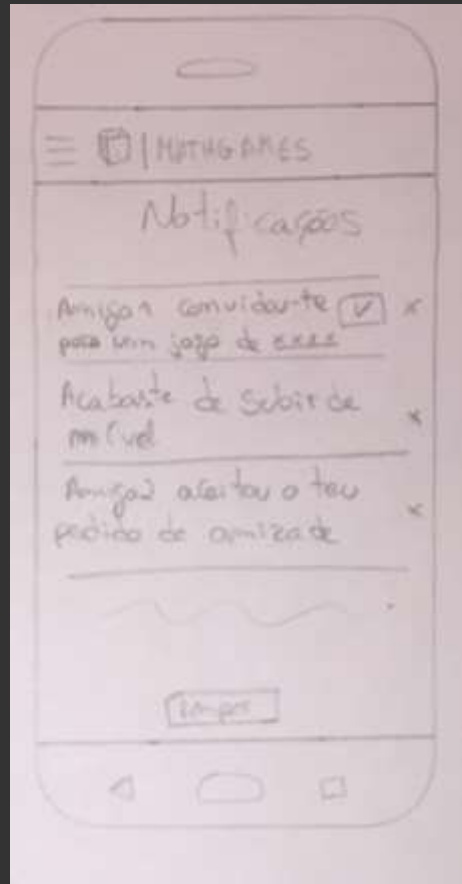 MATHGAMES
Notificações
Amigo1 convidou-te
para um jogo de xxxx
Acabaste de subir de
nível
Amigo2 aceitou o teu
pedido de amizade
limpar